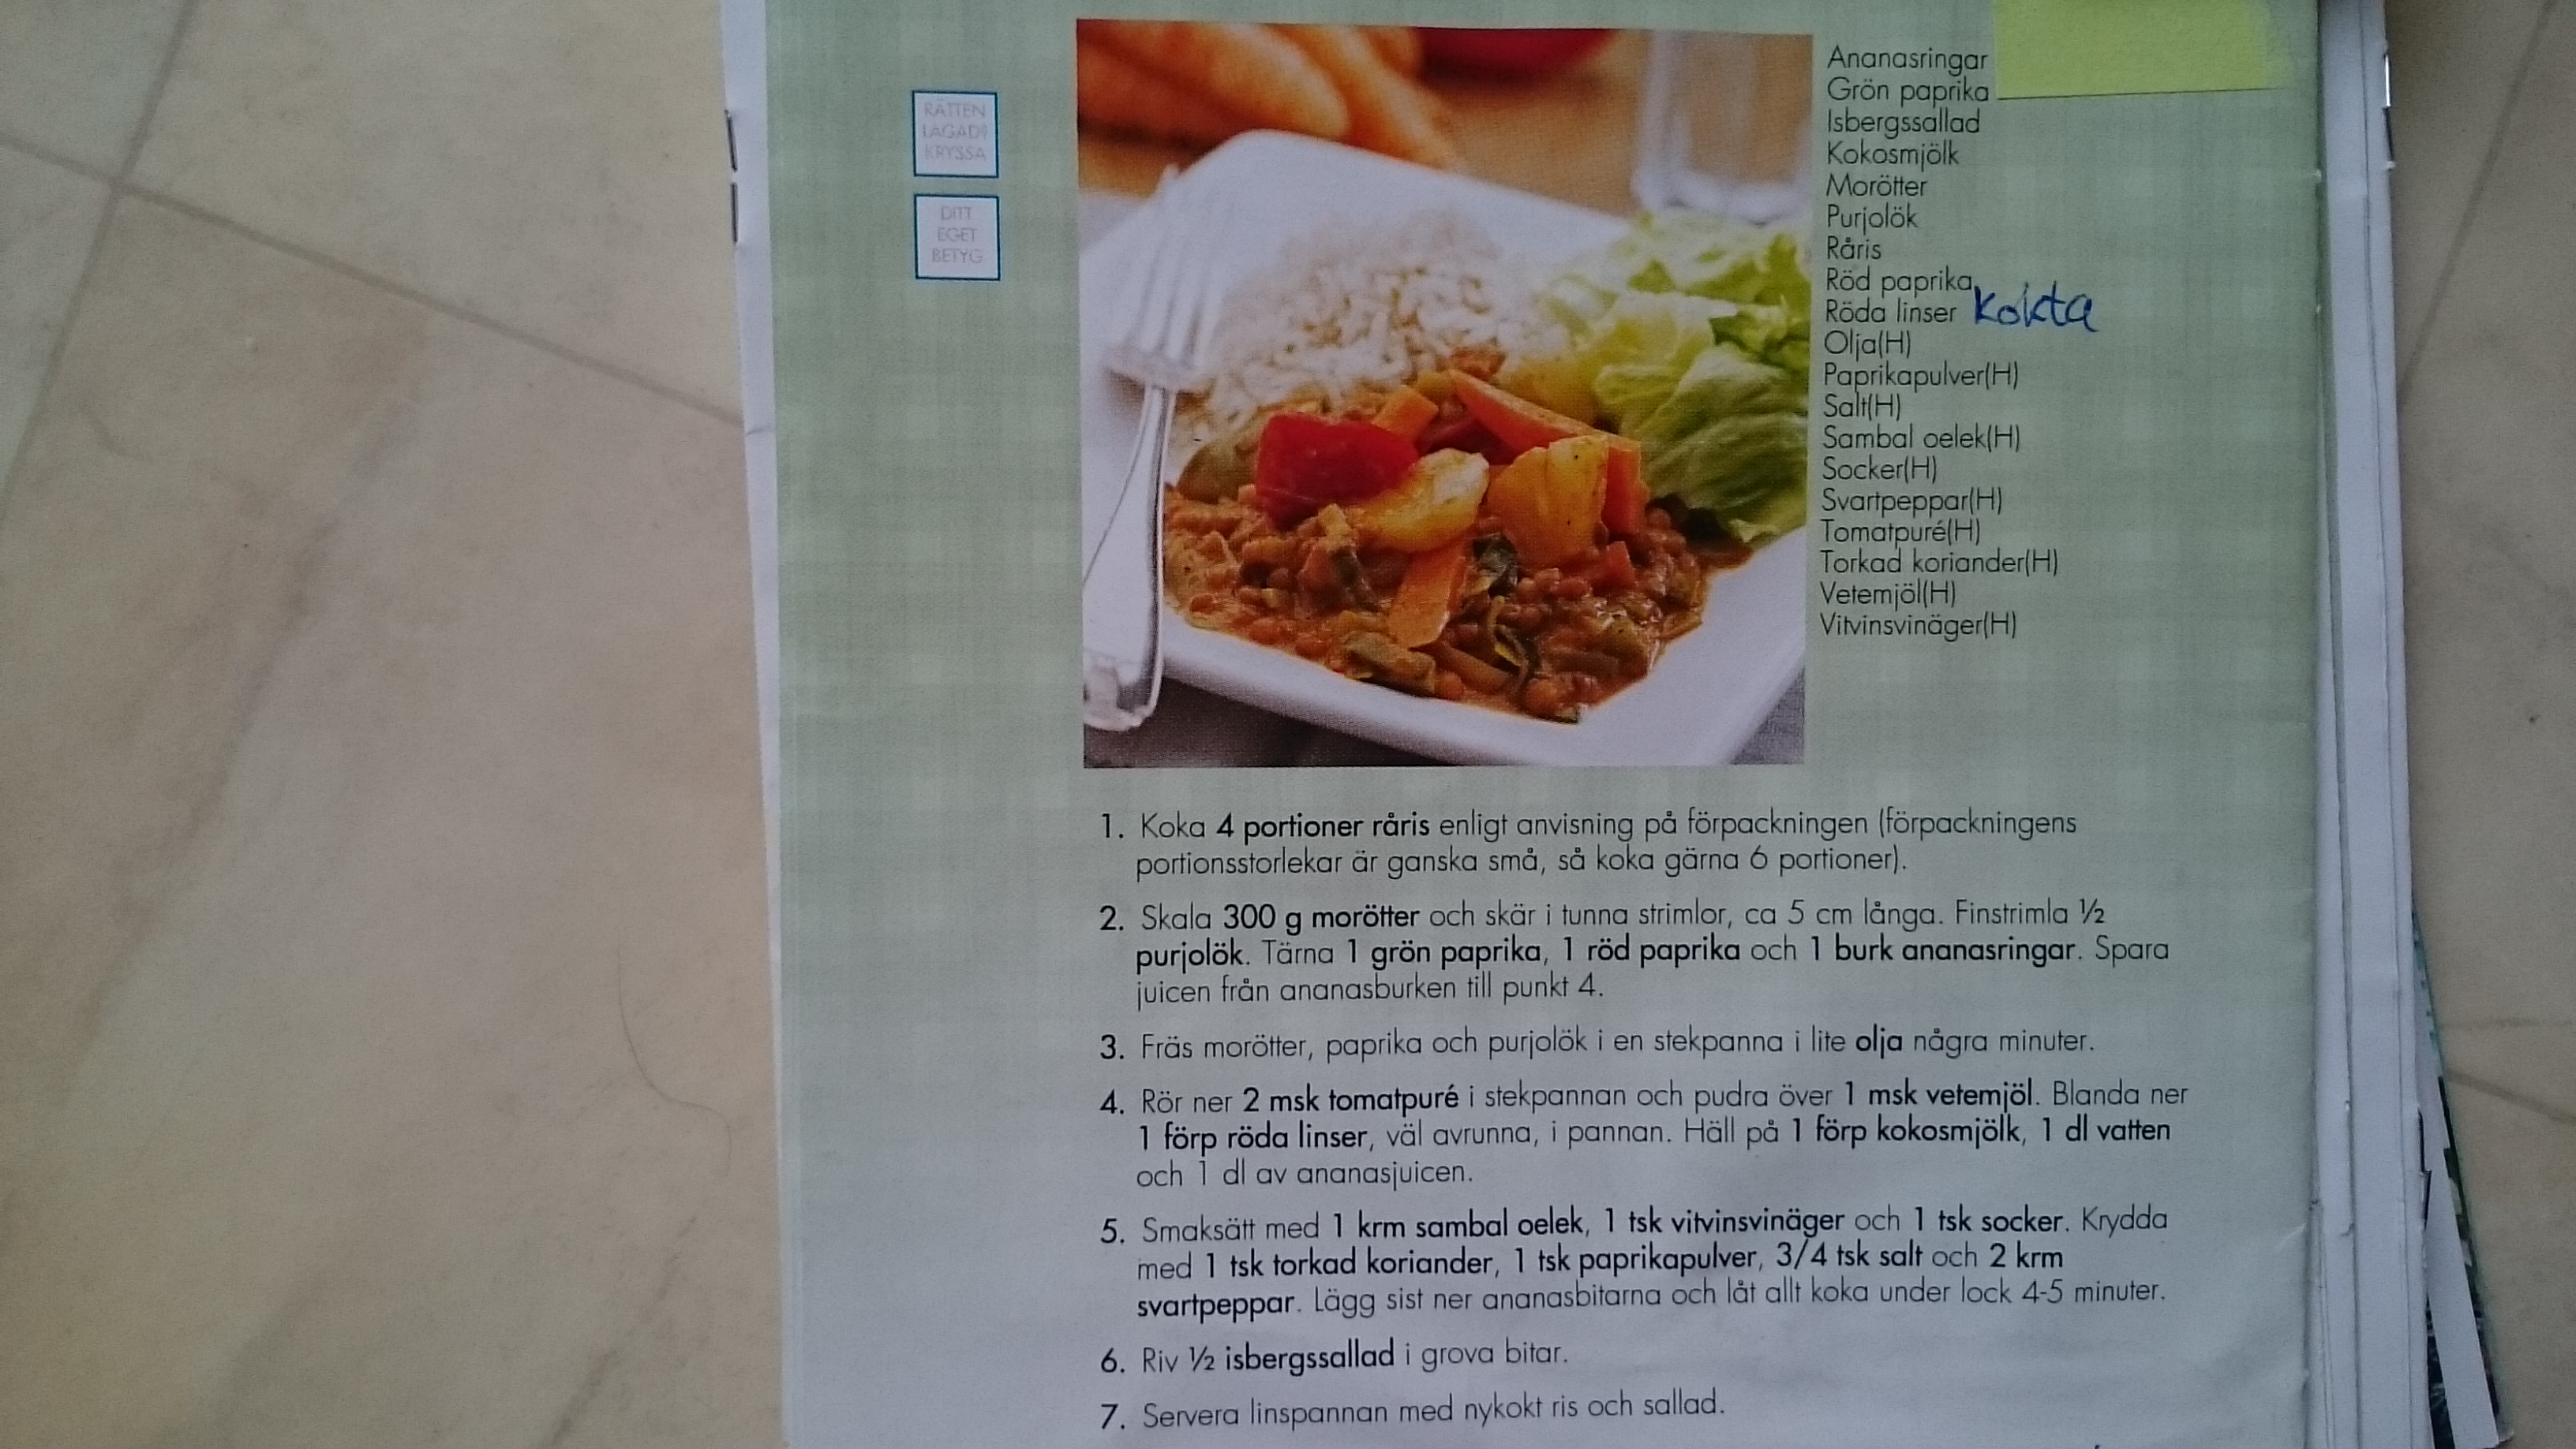 RÄTTEN
LAGAD?
KRYSSA
DITT
EGET
BETYG
Ananasringar
Grön paprika
Isbergssallad
Kokosmjölk
Morötter
Purjolök
Råris
Röd paprika
Röda linser kokta
Olja(H)
Paprikapulver(H)
Salt(H)
Sambal oelek(H)
Socker(H)
Svartpeppar(H)
Tomatpuré(H)
Torkad koriander(H)
Vetemjöl(H)
Vitvinsvinäger(H)
1. Koka 4 portioner råris enligt anvisning på förpackningen (förpackningens
portionsstorlekar är ganska små, så koka gärna 6 portioner).
2. Skala 300 g morötter och skär i tunna strimlor, ca 5 cm långa. Finstrimla ½
purjolök. Tärna 1 grön paprika, 1 röd paprika och 1 burk ananasringar. Spara
juicen från ananasburken till punkt 4.
3. Fräs morötter, paprika och purjolök i en stekpanna i lite olja några minuter.
4. Rör ner 2 msk tomatpuré i stekpannan och pudra över 1 msk vetemjöl. Blanda ner
1 förp röda linser, väl avrunna, i pannan. Häll på 1 förp kokosmjölk, 1 dl vatten
och 1 dl av ananasjuicen.
5. Smaksätt med 1 krm sambal oelek, 1 tsk vitvinsvinäger och 1 tsk socker. Krydda
med 1 tsk torkad koriander, 1 tsk paprikapulver, 3/4 tsk salt och 2 krm
svartpeppar. Lägg sist ner ananasbitarna och låt allt koka under lock 4-5 minuter.
6. Riv ½ isbergssallad i grova bitar.
7. Servera linspannan med nykokt ris och sallad.